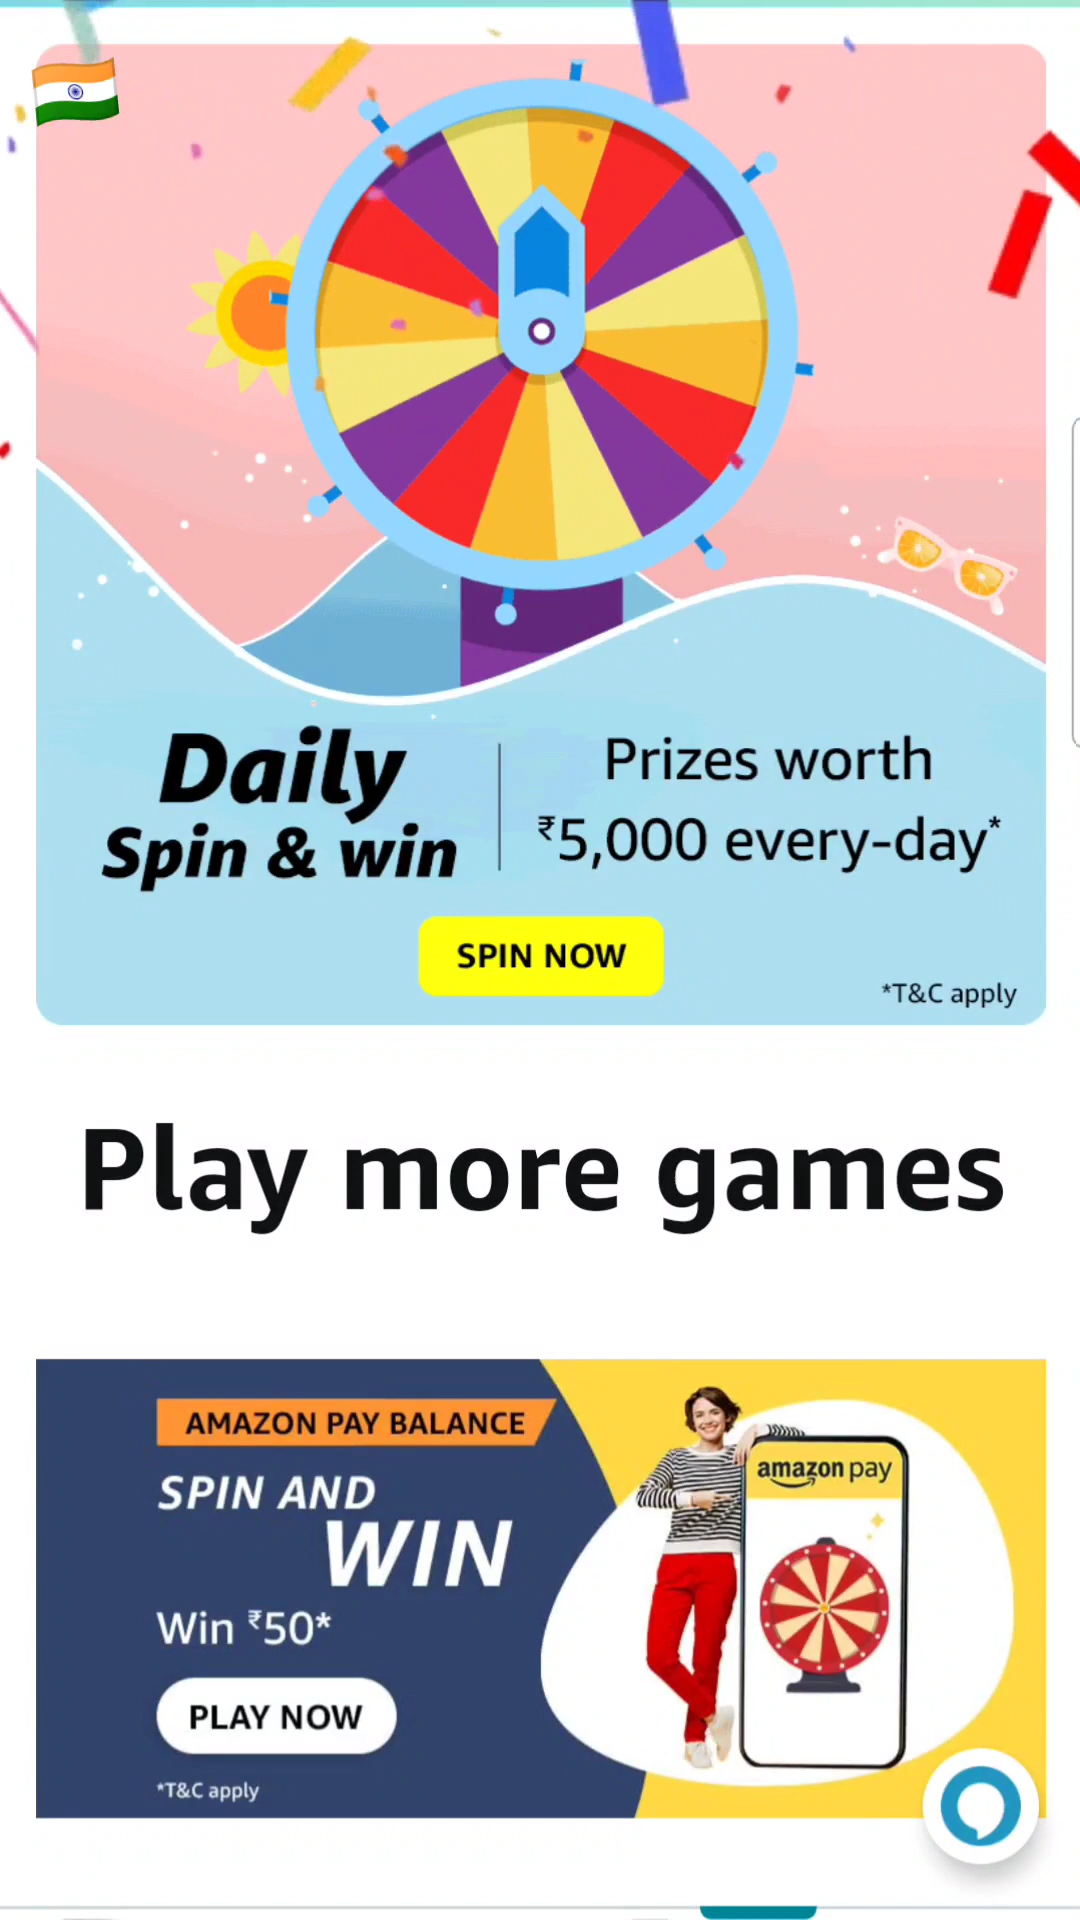 Daily
Spin & win
Prizes worth
₹5,000 every-day*
SPIN NOW
*T&C apply
Play more games
AMAZON PAY BALANCE
SPIN AND
WIN
Win ₹50*
PLAY NOW
*T&C apply
amazon pay